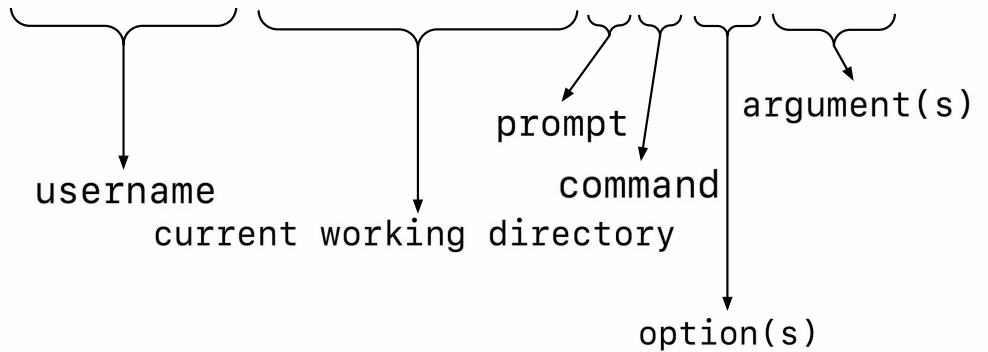 argument(s)
prompt
command
username
current working directory
option(s)